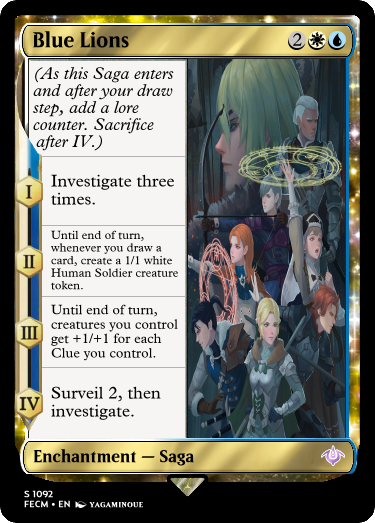 Blue Lions 2
(As this Saga enters
and after your draw
step, add a lore
counter. Sacrifice
after IV.)
I
Investigate three
times.
II
Until end of turn,
whenever you draw a
card, create a 1/1 white
Human Soldier creature
token.
III
Until end of turn,
creatures you control
get +1/+1 for each
Clue you control.
IV
Surveil 2, then
investigate.
Enchantment — Saga
S 1092
FECM • EN YAGAMINOUE